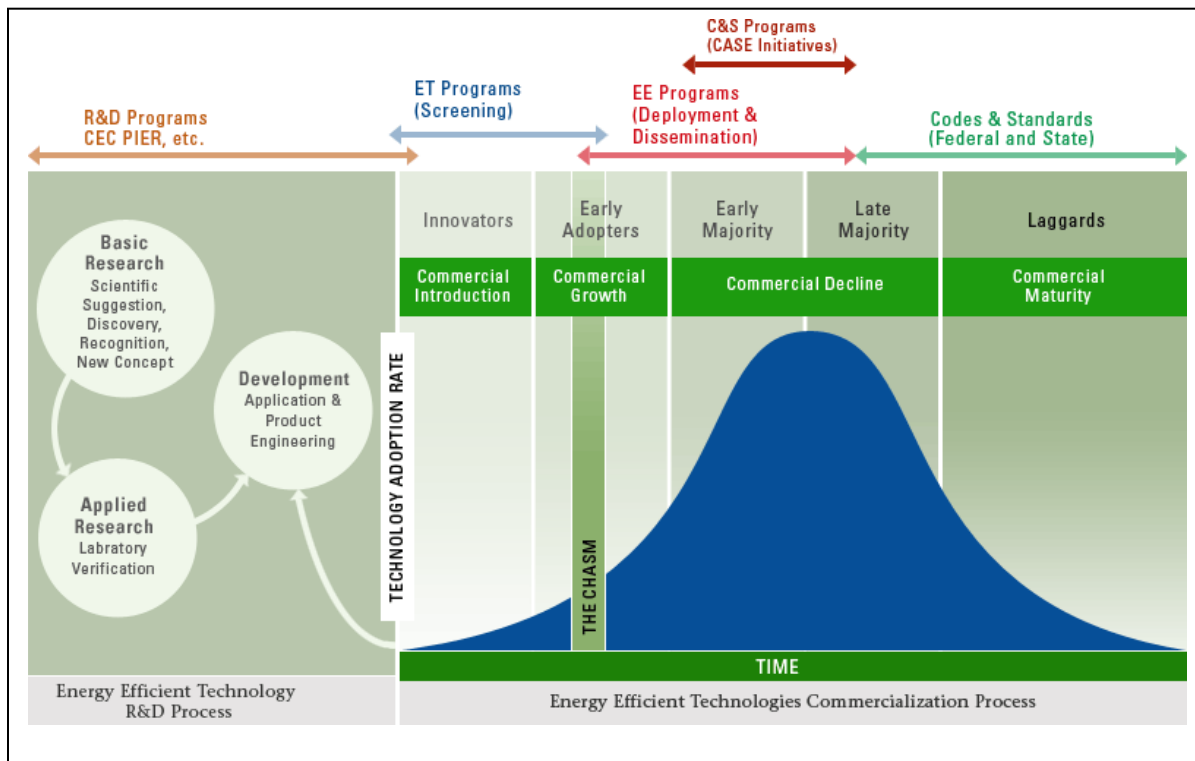 C&S Programs
(CASE Initiatives)
ET Programs
(Screening)
EE Programs
(Deployment &
Dissemination)
R&D Programs
CEC PIER, etc.
Codes & Standards
(Federal and State)
Innovators
Early
Adopters
Early
Majority
Late
Majority
Laggards
Commercial
Introduction
Commercial
Growth
Commercial Decline
Commercial
Maturity
Basic
Research
Scientific
Suggestion,
Discovery,
Recognition,
New Concept
Development
Application &
Product
Engineering
Applied
Research
Labratory
Verification
TECHNOLOGY ADOPTION RATE
THE CHASM
TIME
Energy Efficient Technology
R&D Process
Energy Efficient Technologies Commercialization Process